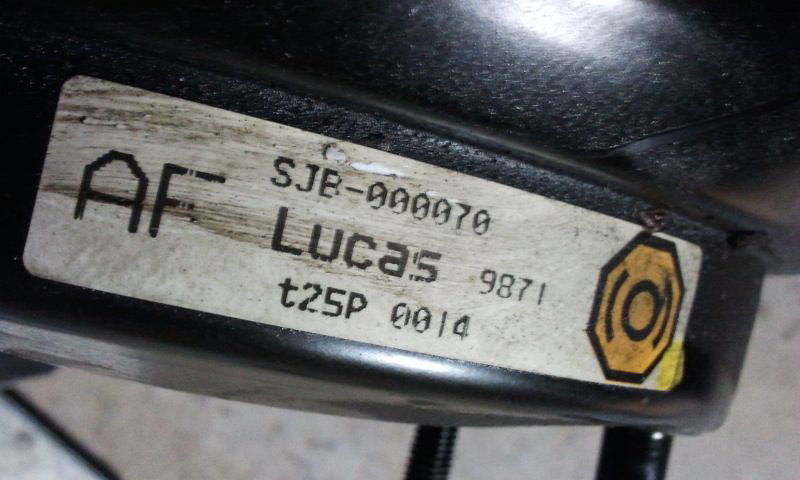 AF
SJB-000070
Lucas 9871
t25P 0014